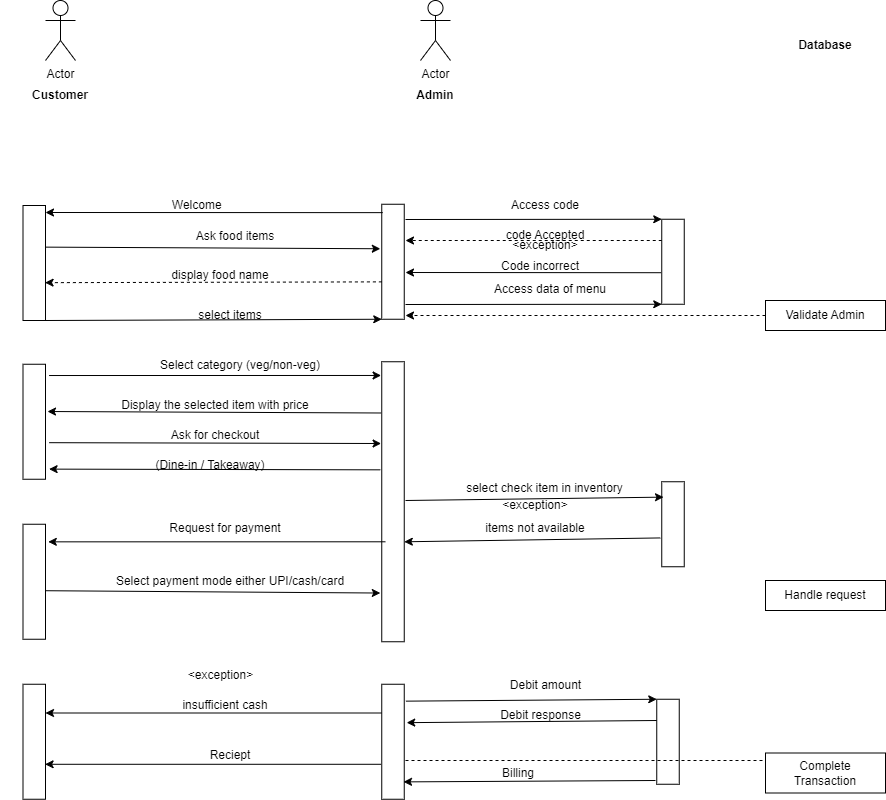 Actor
Customer
Actor
Admin
Database
Welcome
Access code
Ask food items
code Accepted
<exception>
Code incorrect
display food name
Access data of menu
select items
Validate Admin
Select category (veg/non-veg)
Display the selected item with price
Ask for checkout
(Dine-in / Takeaway)
select check item in inventory
<exception>
Request for payment
items not available
Select payment mode either UPI/cash/card
Handle request
<exception>
Debit amount
insufficient cash
Debit response
Reciept
Billing
Complete
Transaction